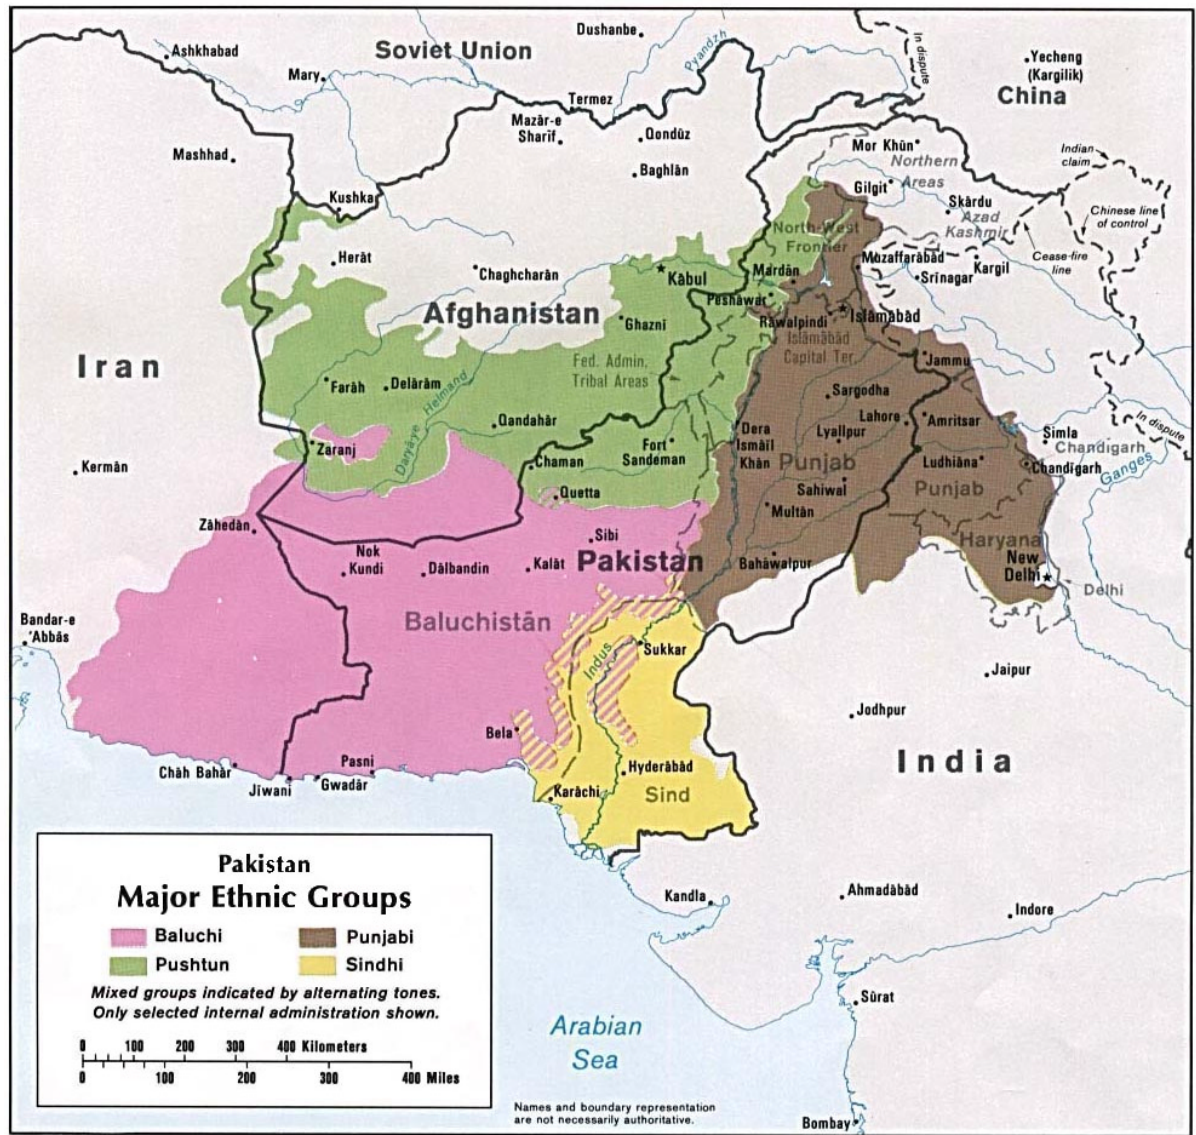 Ashkhabad
Soviet Union
Dushanbe
Pyandzh
In dispute
Yecheng
(Kargilik)
China
Mary
Termez
Mazār-e
Sharīf
Qondūz
Baghlān
Mashhad
Kushka
Mor Khūn
Northern
Areas
Gilgit
Skārdu
Azad
Kashmir
Indian
claim
Chinese line
of control
Cease-fire
line
Herāt
Chaghcharān
Kābul
North-West
Frontier
Mardān
Peshāwar
Muzaffarābād
Srīnagar
Kargil
Afghanistan
Ghazni
Rāwalpindi
Islāmābād
Islāmābād
Capital Ter.
Iran
Fed. Admin.
Tribal Areas
Jammu
Farāh
Delārām
Daryāye Helmand
Sargodha
Lahore
Amritsar
In dispute
Qandahār
Lyallpur
Simla
Chandīgarh
Zaranj
Dera
Ismāīl
Khān
Fort
Sandeman
Punjab
Ludhiāna
Chandīgarh
Ganges
Kermān
Chaman
Quetta
Sahiwal
Punjab
Multān
Zāhedān
Sibi
Haryana
Nok
Kundi
Dālbandin
Kalāt
Pakistan
Bahāwalpur
New
Delhi
Delhi
Bandar-e
'Abbās
Baluchistān
Indus
Sukkar
Jaipur
Jodhpur
Bela
India
Chāh Bahār
Pasni
Jīwani
Gwadār
Hyderābād
Karāchi
Sind
Pakistan
Major Ethnic Groups
Baluchi
Punjabi
Pushtun
Sindhi
Mixed groups indicated by alternating tones.
Only selected internal administration shown.
0 100 200 300 400 Kilometers
0 100 200 300 400 Miles
Kandla
Ahmadābād
Indore
Sūrat
Arabian
Sea
Names and boundary representation
are not necessarily authoritative.
Bombay